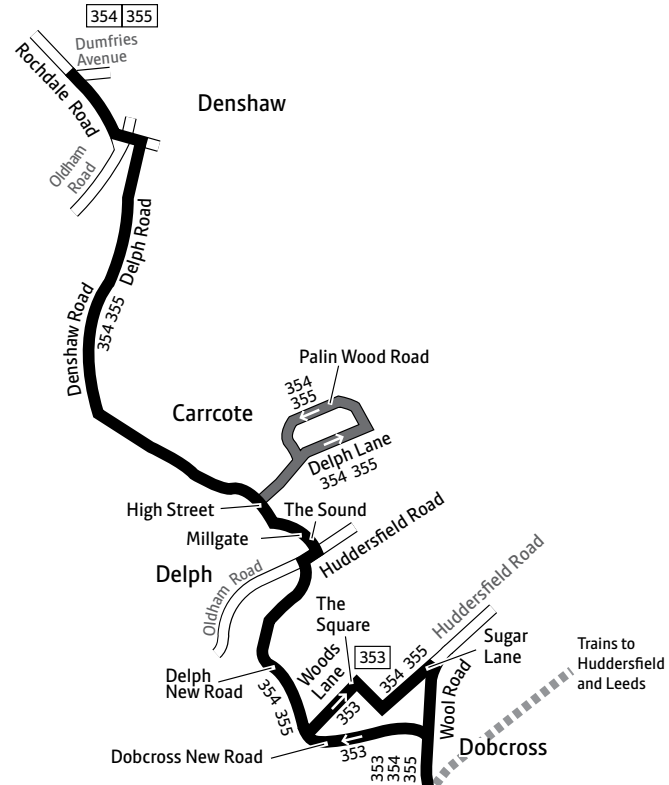 354 355
Dumfries
Avenue
Rochdale Road
Denshaw
Oldham
Road
Delph Road
Denshaw Road
354 355
Palin Wood Road
354
355
Carrcote
Delph Lane
354 355
High Street
The Sound
Millgate
Huddersfield Road
Delph
Oldham Road
The
Square
Huddersfield Road
353
Sugar
Lane
Woods
Lane
354 355
Trains to
Huddersfield
and Leeds
Delph
New Road
354 355
353
Wool Road
Dobcross New Road
353
Dobcross
353
354
355